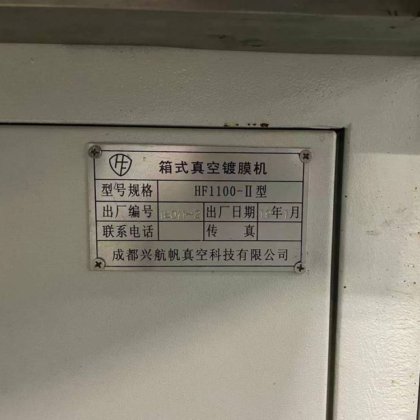 HF 箱式真空镀膜机
型号规格 HF1100-II型
出厂编号 出厂日期 年 月
联系电话 传真
成都兴航帆真空科技有限公司